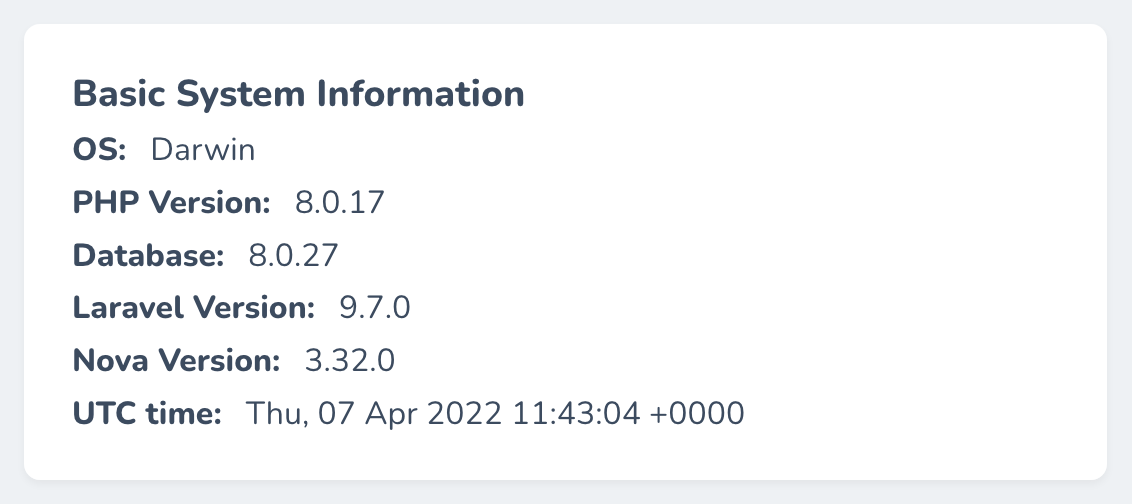 Basic System Information
OS: Darwin
PHP Version: 8.0.17
Database: 8.0.27
Laravel Version: 9.7.0
Nova Version: 3.32.0
UTC time: Thu, 07 Apr 2022 11:43:04 +0000